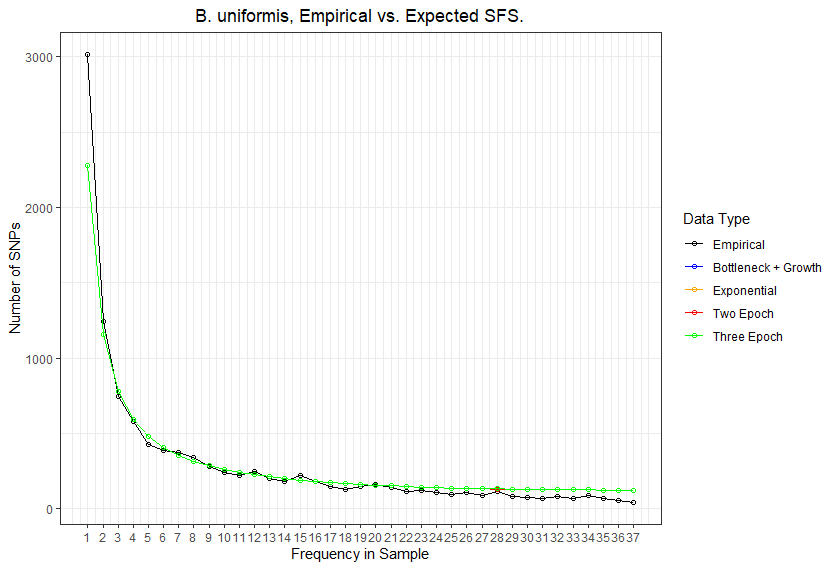 B. uniformis, Empirical vs. Expected SFS.
3000
2000
1000
0
Number of SNPs
1 2 3 4 5 6 7 8 9 10 11 12 13 14 15 16 17 18 19 20 21 22 23 24 25 26 27 28 29 30 31 32 33 34 35 36 37
Frequency in Sample
Data Type
Empirical
Bottleneck + Growth
Exponential
Two Epoch
Three Epoch